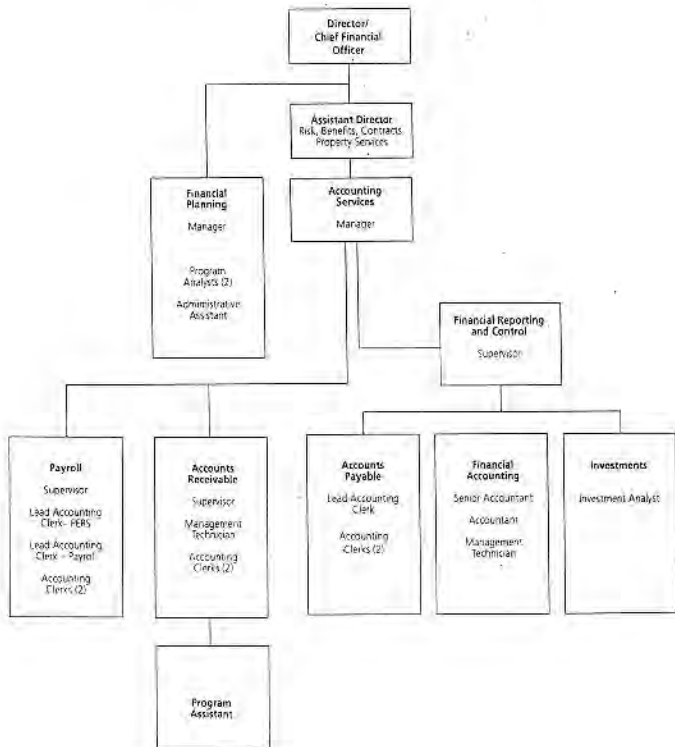 Director/
Chief Financial
Officer
Assistant Director
Risk, Benefits, Contracts
Property Services
Financial
Planning
Manager
Program
Analysts (2)
Administrative
Assistant
Accounting
Services
Manager
Financial Reporting
and Control
Supervisor
Payroll
Supervisor
Lead Accounting
Clerk– PERS
Lead Accounting
Clerk – Payroll
Accounting
Clerks (2)
Accounts
Receivable
Supervisor
Management
Technician
Accounting
Clerks (2)
Accounts
Payable
Lead Accounting
Clerk
Accounting
Clerks (2)
Financial
Accounting
Senior Accountant
Accountant
Management
Technician
Investments
Investment Analyst
Program
Assistant